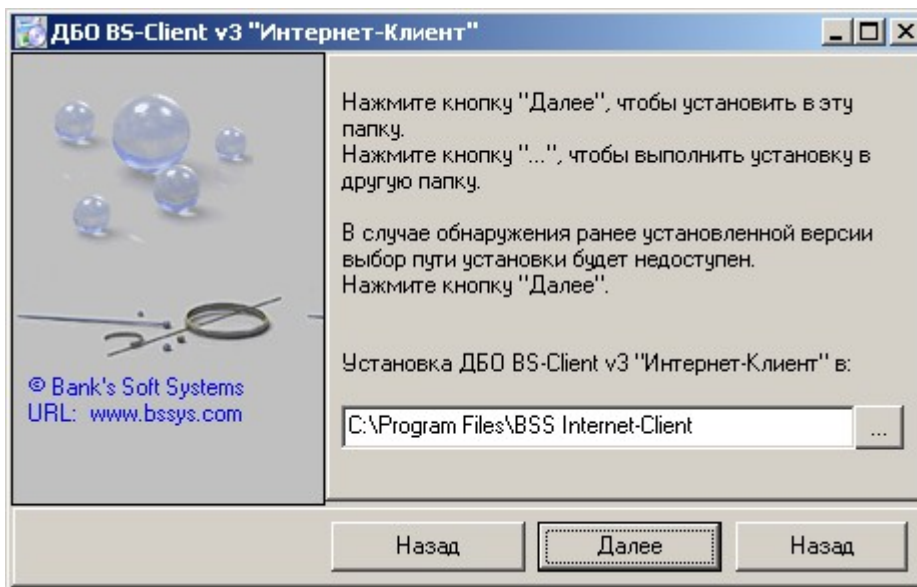 ДБО BS-Client v3 "Интернет-Клиент"
Нажмите кнопку "Далее", чтобы установить в эту
папку.
Нажмите кнопку "...", чтобы выполнить установку в
другую папку.
В случае обнаружения ранее установленной версии
выбор пути установки будет недоступен.
Нажмите кнопку "Далее".
Установка ДБО BS-Client v3 "Интернет-Клиент" в:
C:\Program Files\BSS Internet-Client
...
© Bank's Soft Systems
URL: www.bssys.com
Назад
Далее
Назад